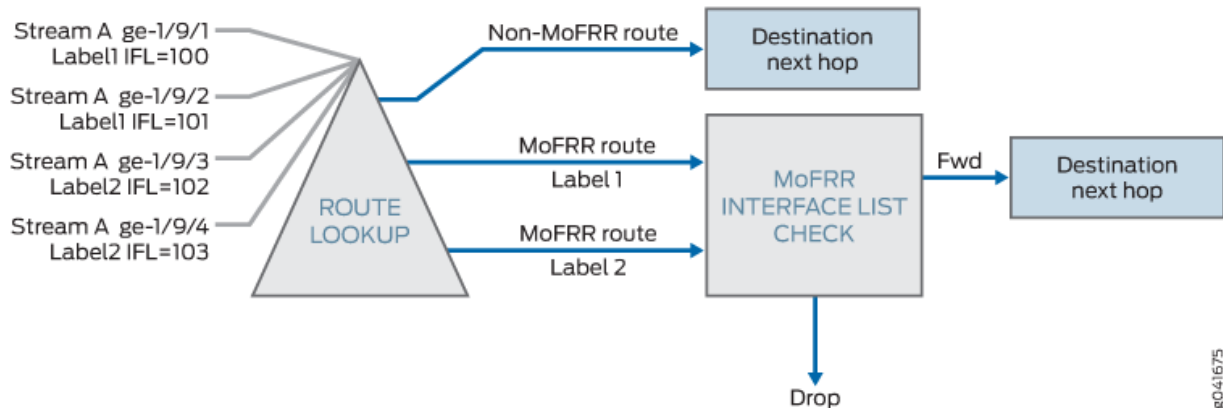 Stream A ge-1/9/1
Label1 IFL=100
Stream A ge-1/9/2
Label1 IFL=101
Stream A ge-1/9/3
Label2 IFL=102
Stream A ge-1/9/4
Label2 IFL=103
ROUTE
LOOKUP
Non-MoFRR route
Destination
next hop
MoFRR route
Label 1
MoFRR route
Label 2
MoFRR
INTERFACE LIST
CHECK
Fwd
Destination
next hop
Drop
g041675